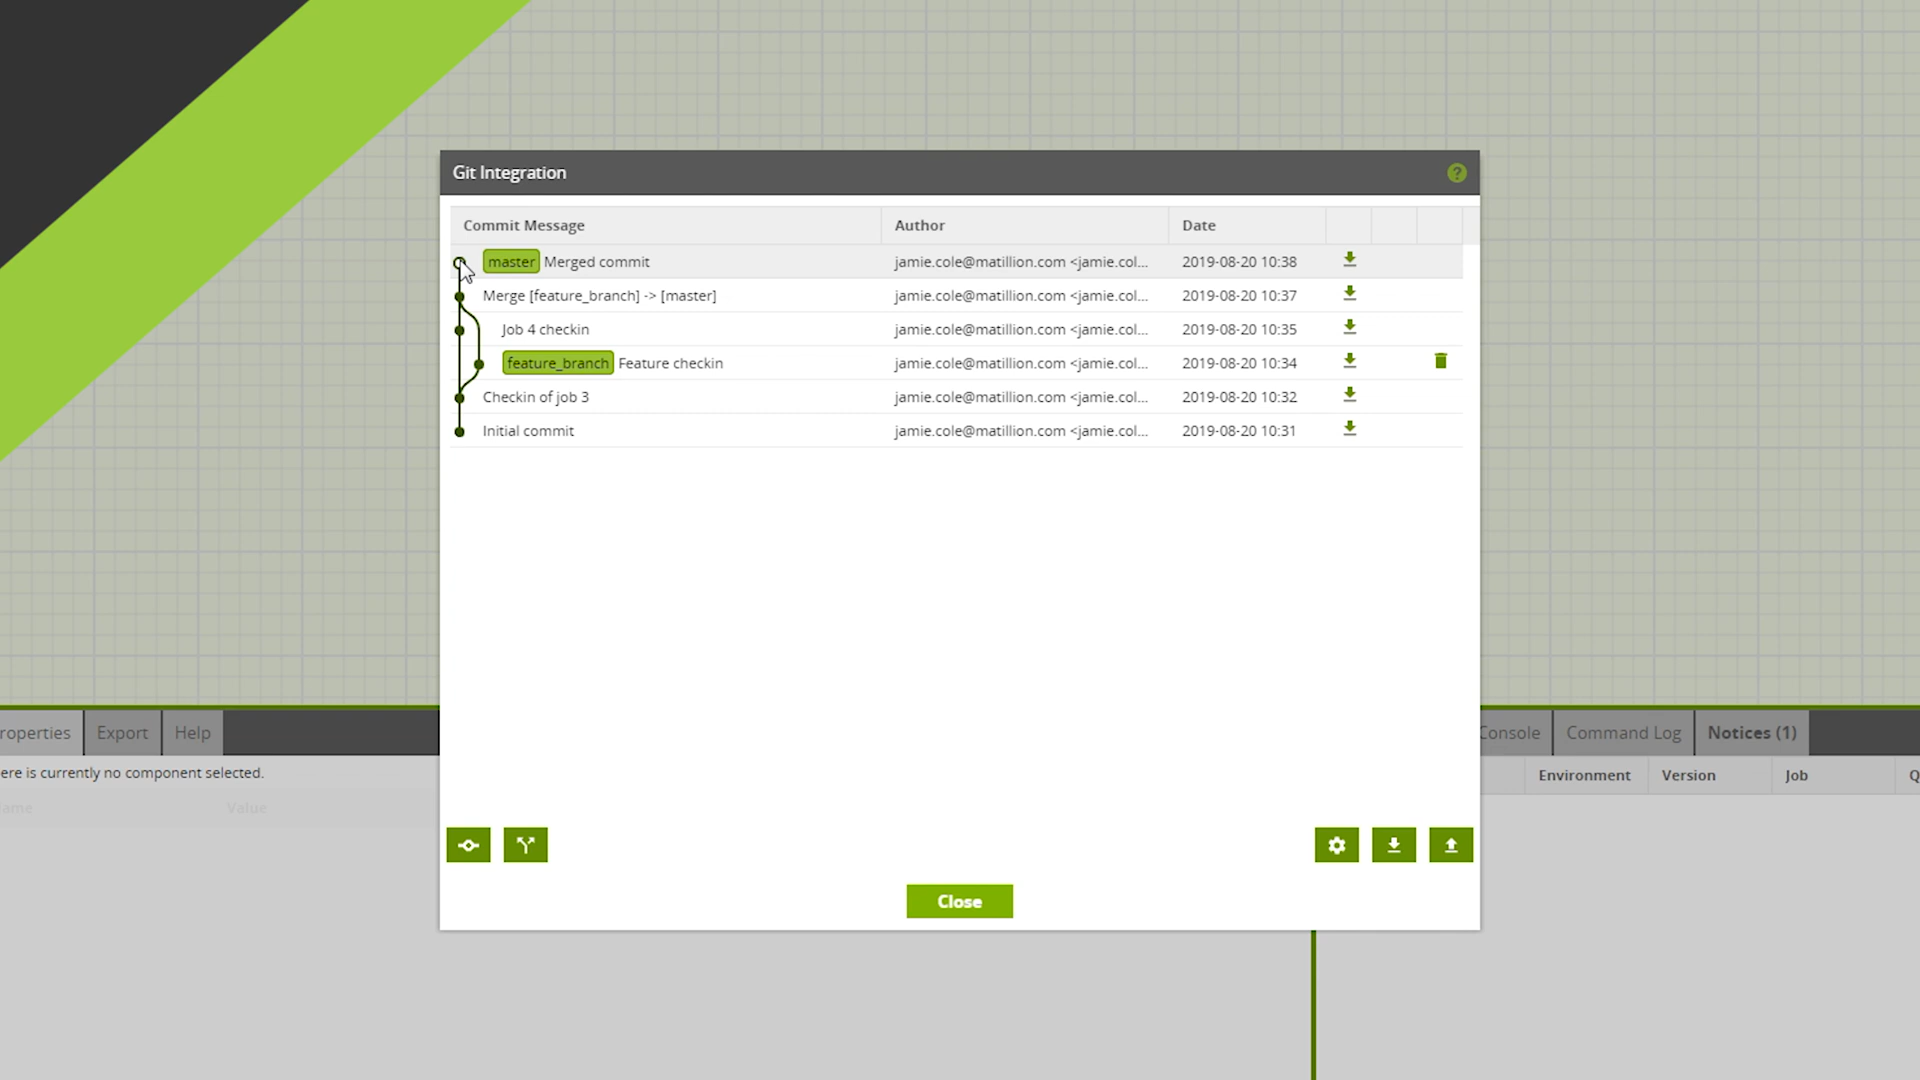 Git Integration
?
Commit Message Author Date
master Merged commit jamie.cole@matillion.com <jamie.col... 2019-08-20 10:38
Merge [feature_branch] -> [master] jamie.cole@matillion.com <jamie.col... 2019-08-20 10:37
Job 4 checkin jamie.cole@matillion.com <jamie.col... 2019-08-20 10:35
feature_branch Feature checkin jamie.cole@matillion.com <jamie.col... 2019-08-20 10:34
Checkin of job 3 jamie.cole@matillion.com <jamie.col... 2019-08-20 10:32
Initial commit jamie.cole@matillion.com <jamie.col... 2019-08-20 10:31
roperties Export Help
Console Command Log Notices (1)
ere is currently no component selected.
Environment Version Job Q
ame Value
Close